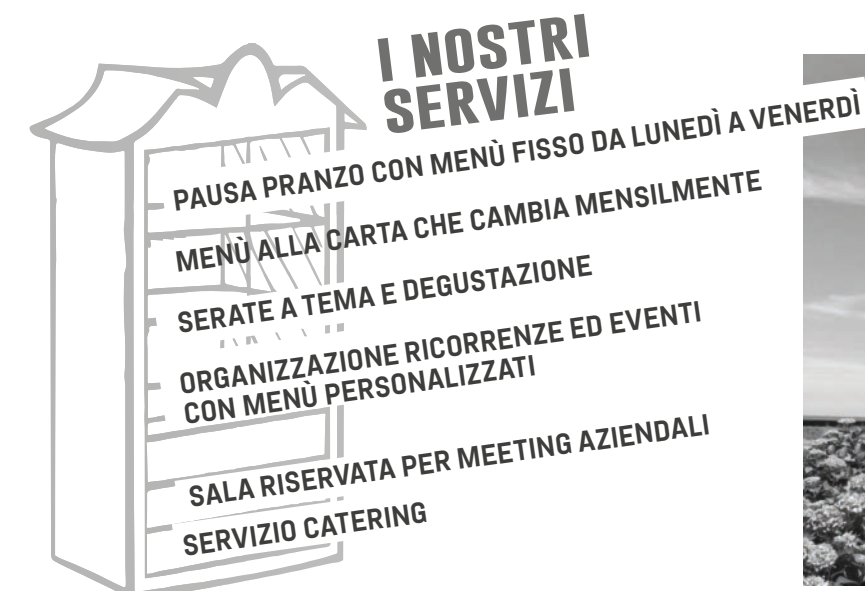 I NOSTRI
SERVIZI
PAUSA PRANZO CON MENÙ FISSO DA LUNEDÌ A VENERDÌ
MENÙ ALLA CARTA CHE CAMBIA MENSILMENTE
SERATE A TEMA E DEGUSTAZIONE
ORGANIZZAZIONE RICORRENZE ED EVENTI
CON MENÙ PERSONALIZZATI
SALA RISERVATA PER MEETING AZIENDALI
SERVIZIO CATERING